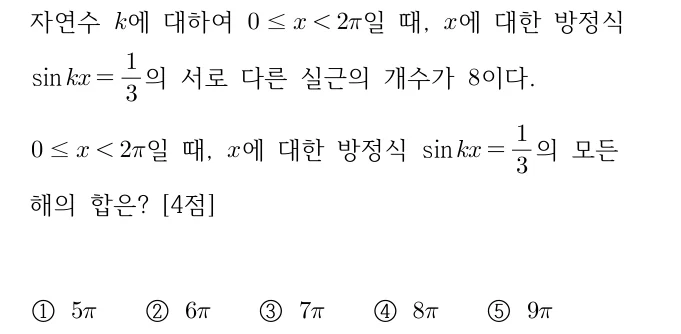 자연수 k에 대하여 0 ≤ x < 2π일 때, x에 대한 방정식
sin kx = 1/3의 서로 다른 실근의 개수가 8이다.
0 ≤ x < 2π일 때, x에 대한 방정식 sin kx = 1/3의 모든
해의 합은? [4점]
① 5π ② 6π ③ 7π ④ 8π ⑤ 9π